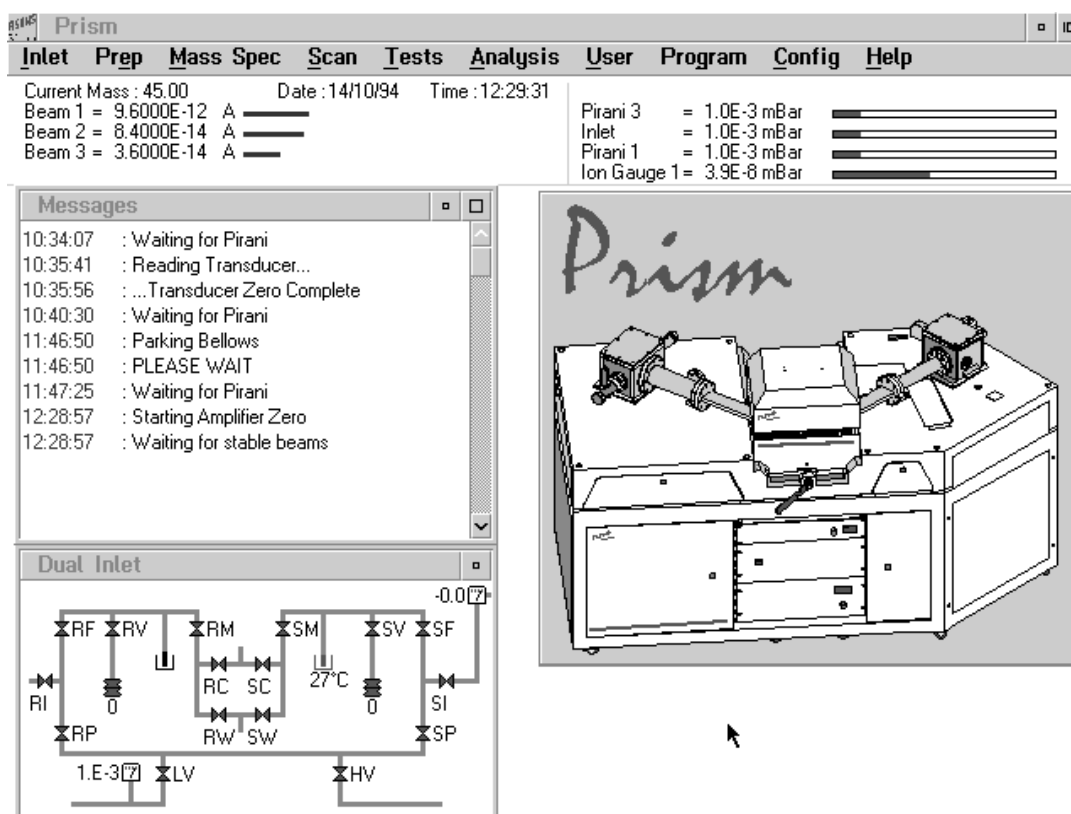 Prism
Inlet Prep Mass Spec Scan Tests Analysis User Program Config Help
Current Mass : 45.00 Date : 14/10/94 Time : 12:29:31
Beam 1 = 9.6000E-12 A
Beam 2 = 8.4000E-14 A
Beam 3 = 3.6000E-14 A
Pirani 3 = 1.0E-3 mBar
Inlet = 1.0E-3 mBar
Pirani 1 = 1.0E-3 mBar
Ion Gauge 1 = 3.9E-8 mBar
Messages
10:34:07 : Waiting for Pirani
10:35:41 : Reading Transducer...
10:35:56 : ...Transducer Zero Complete
10:40:30 : Waiting for Pirani
11:46:50 : Parking Bellows
11:46:50 : PLEASE WAIT
11:47:25 : Waiting for Pirani
12:28:57 : Starting Amplifier Zero
12:28:57 : Waiting for stable beams
Prism
Dual Inlet
-0.0
RF RV RM SM SV SF
RC SC 27°C
RI 0 0 SI
RP RW SW SP
1.E-3 LV HV